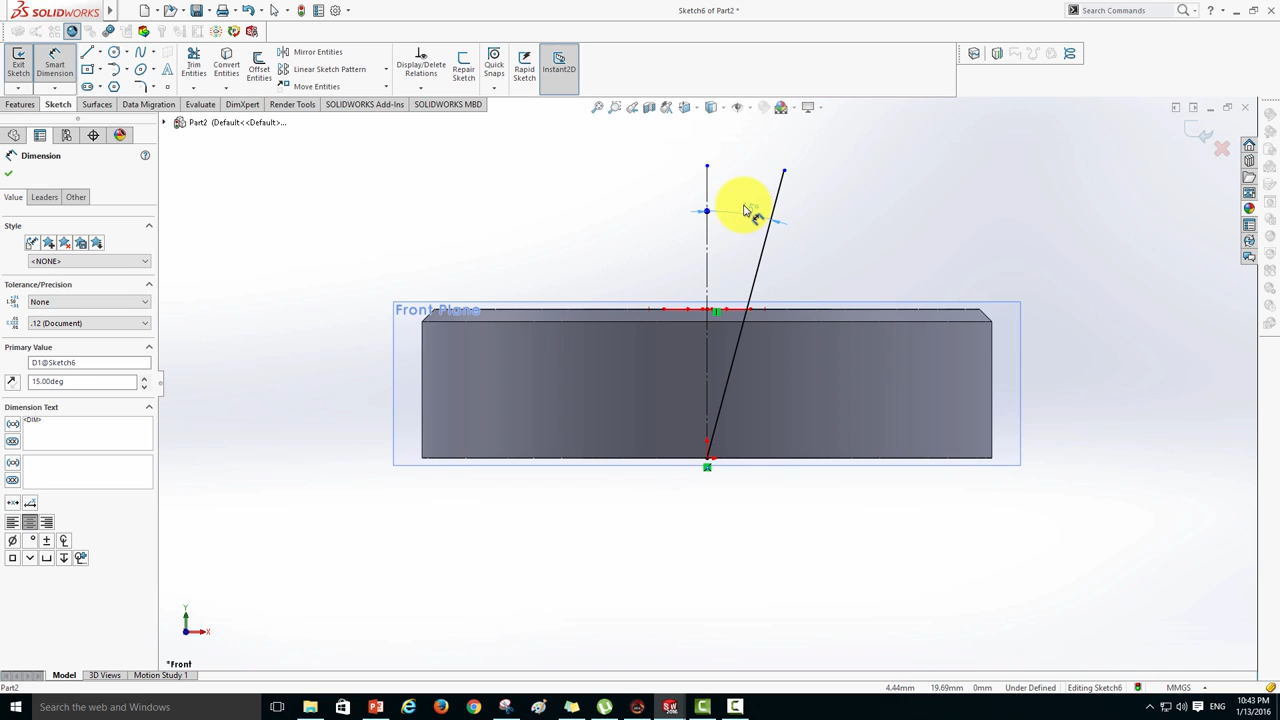 SOLIDWORKS
Sketch6 of Part2 *
Search Commands
Exit Sketch
Smart Dimension
Trim Entities
Convert Entities
Offset Entities
Mirror Entities
Linear Sketch Pattern
Move Entities
Display/Delete Relations
Repair Sketch
Quick Snaps
Rapid Sketch
Instant2D
Features
Sketch
Surfaces
Data Migration
Evaluate
DimXpert
Render Tools
SOLIDWORKS Add-Ins
SOLIDWORKS MBD
Part2 (Default<<Default>...
Dimension
Value
Leaders
Other
Style
<NONE>
Tolerance/Precision
None
.12 (Document)
Primary Value
D1@Sketch6
15.00deg
Dimension Text
<DIM>
Front Plane
Y
X
*Front
Model
3D Views
Motion Study 1
Part2
4.44mm
19.69mm
0mm
Under Defined
Editing Sketch6
MMGS
Search the web and Windows
ENG
10:43 PM
1/13/2016